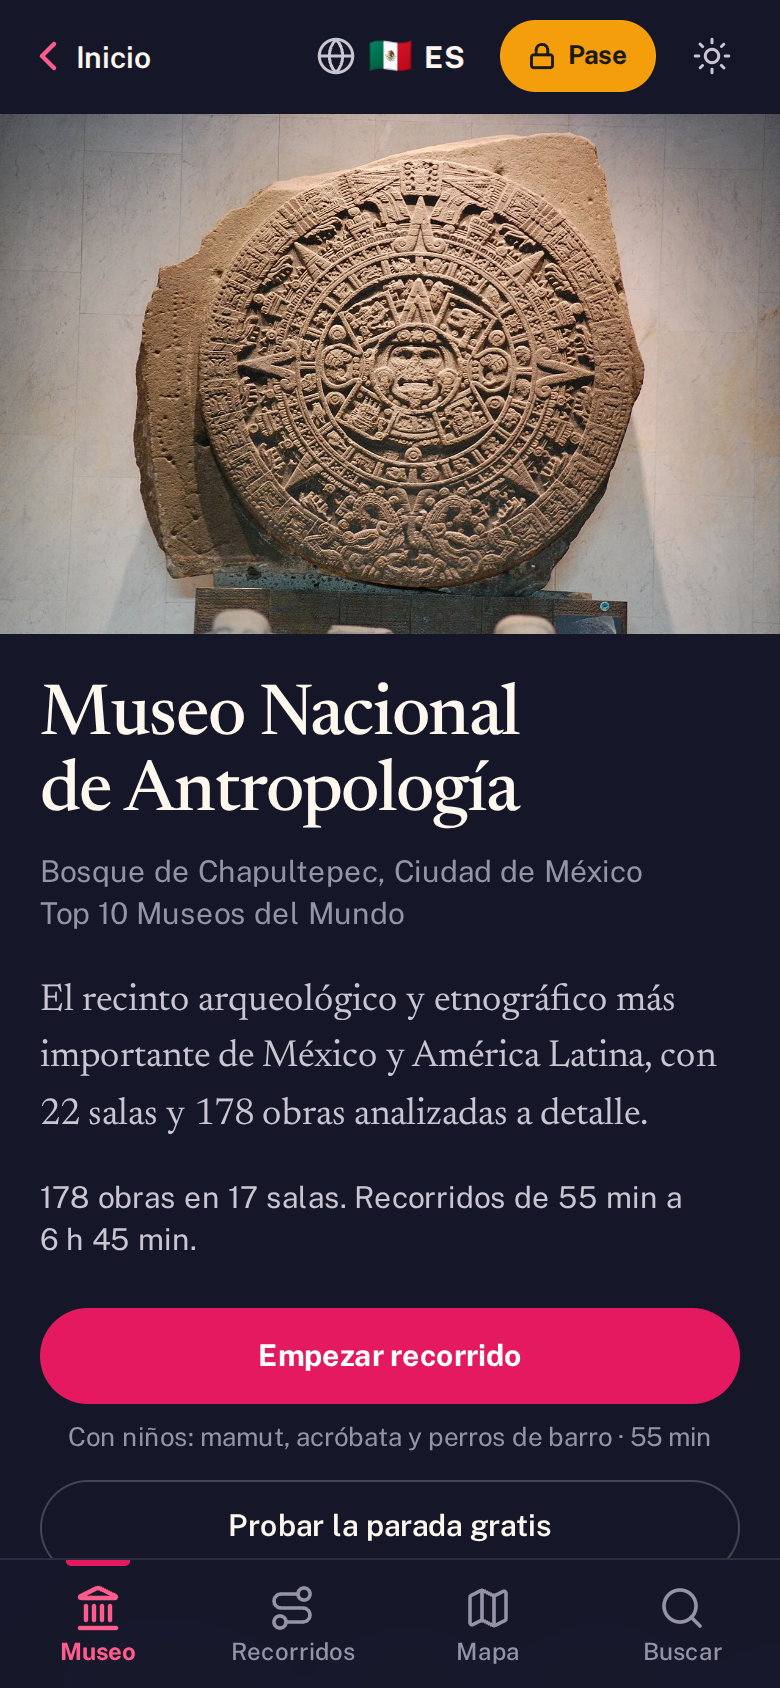 Inicio
ES
Pase
Museo Nacional
de Antropología
Bosque de Chapultepec, Ciudad de México
Top 10 Museos del Mundo
El recinto arqueológico y etnográfico más
importante de México y América Latina, con
22 salas y 178 obras analizadas a detalle.
178 obras en 17 salas. Recorridos de 55 min a
6 h 45 min.
Empezar recorrido
Con niños: mamut, acróbata y perros de barro · 55 min
Probar la parada gratis
Museo
Recorridos
Mapa
Buscar